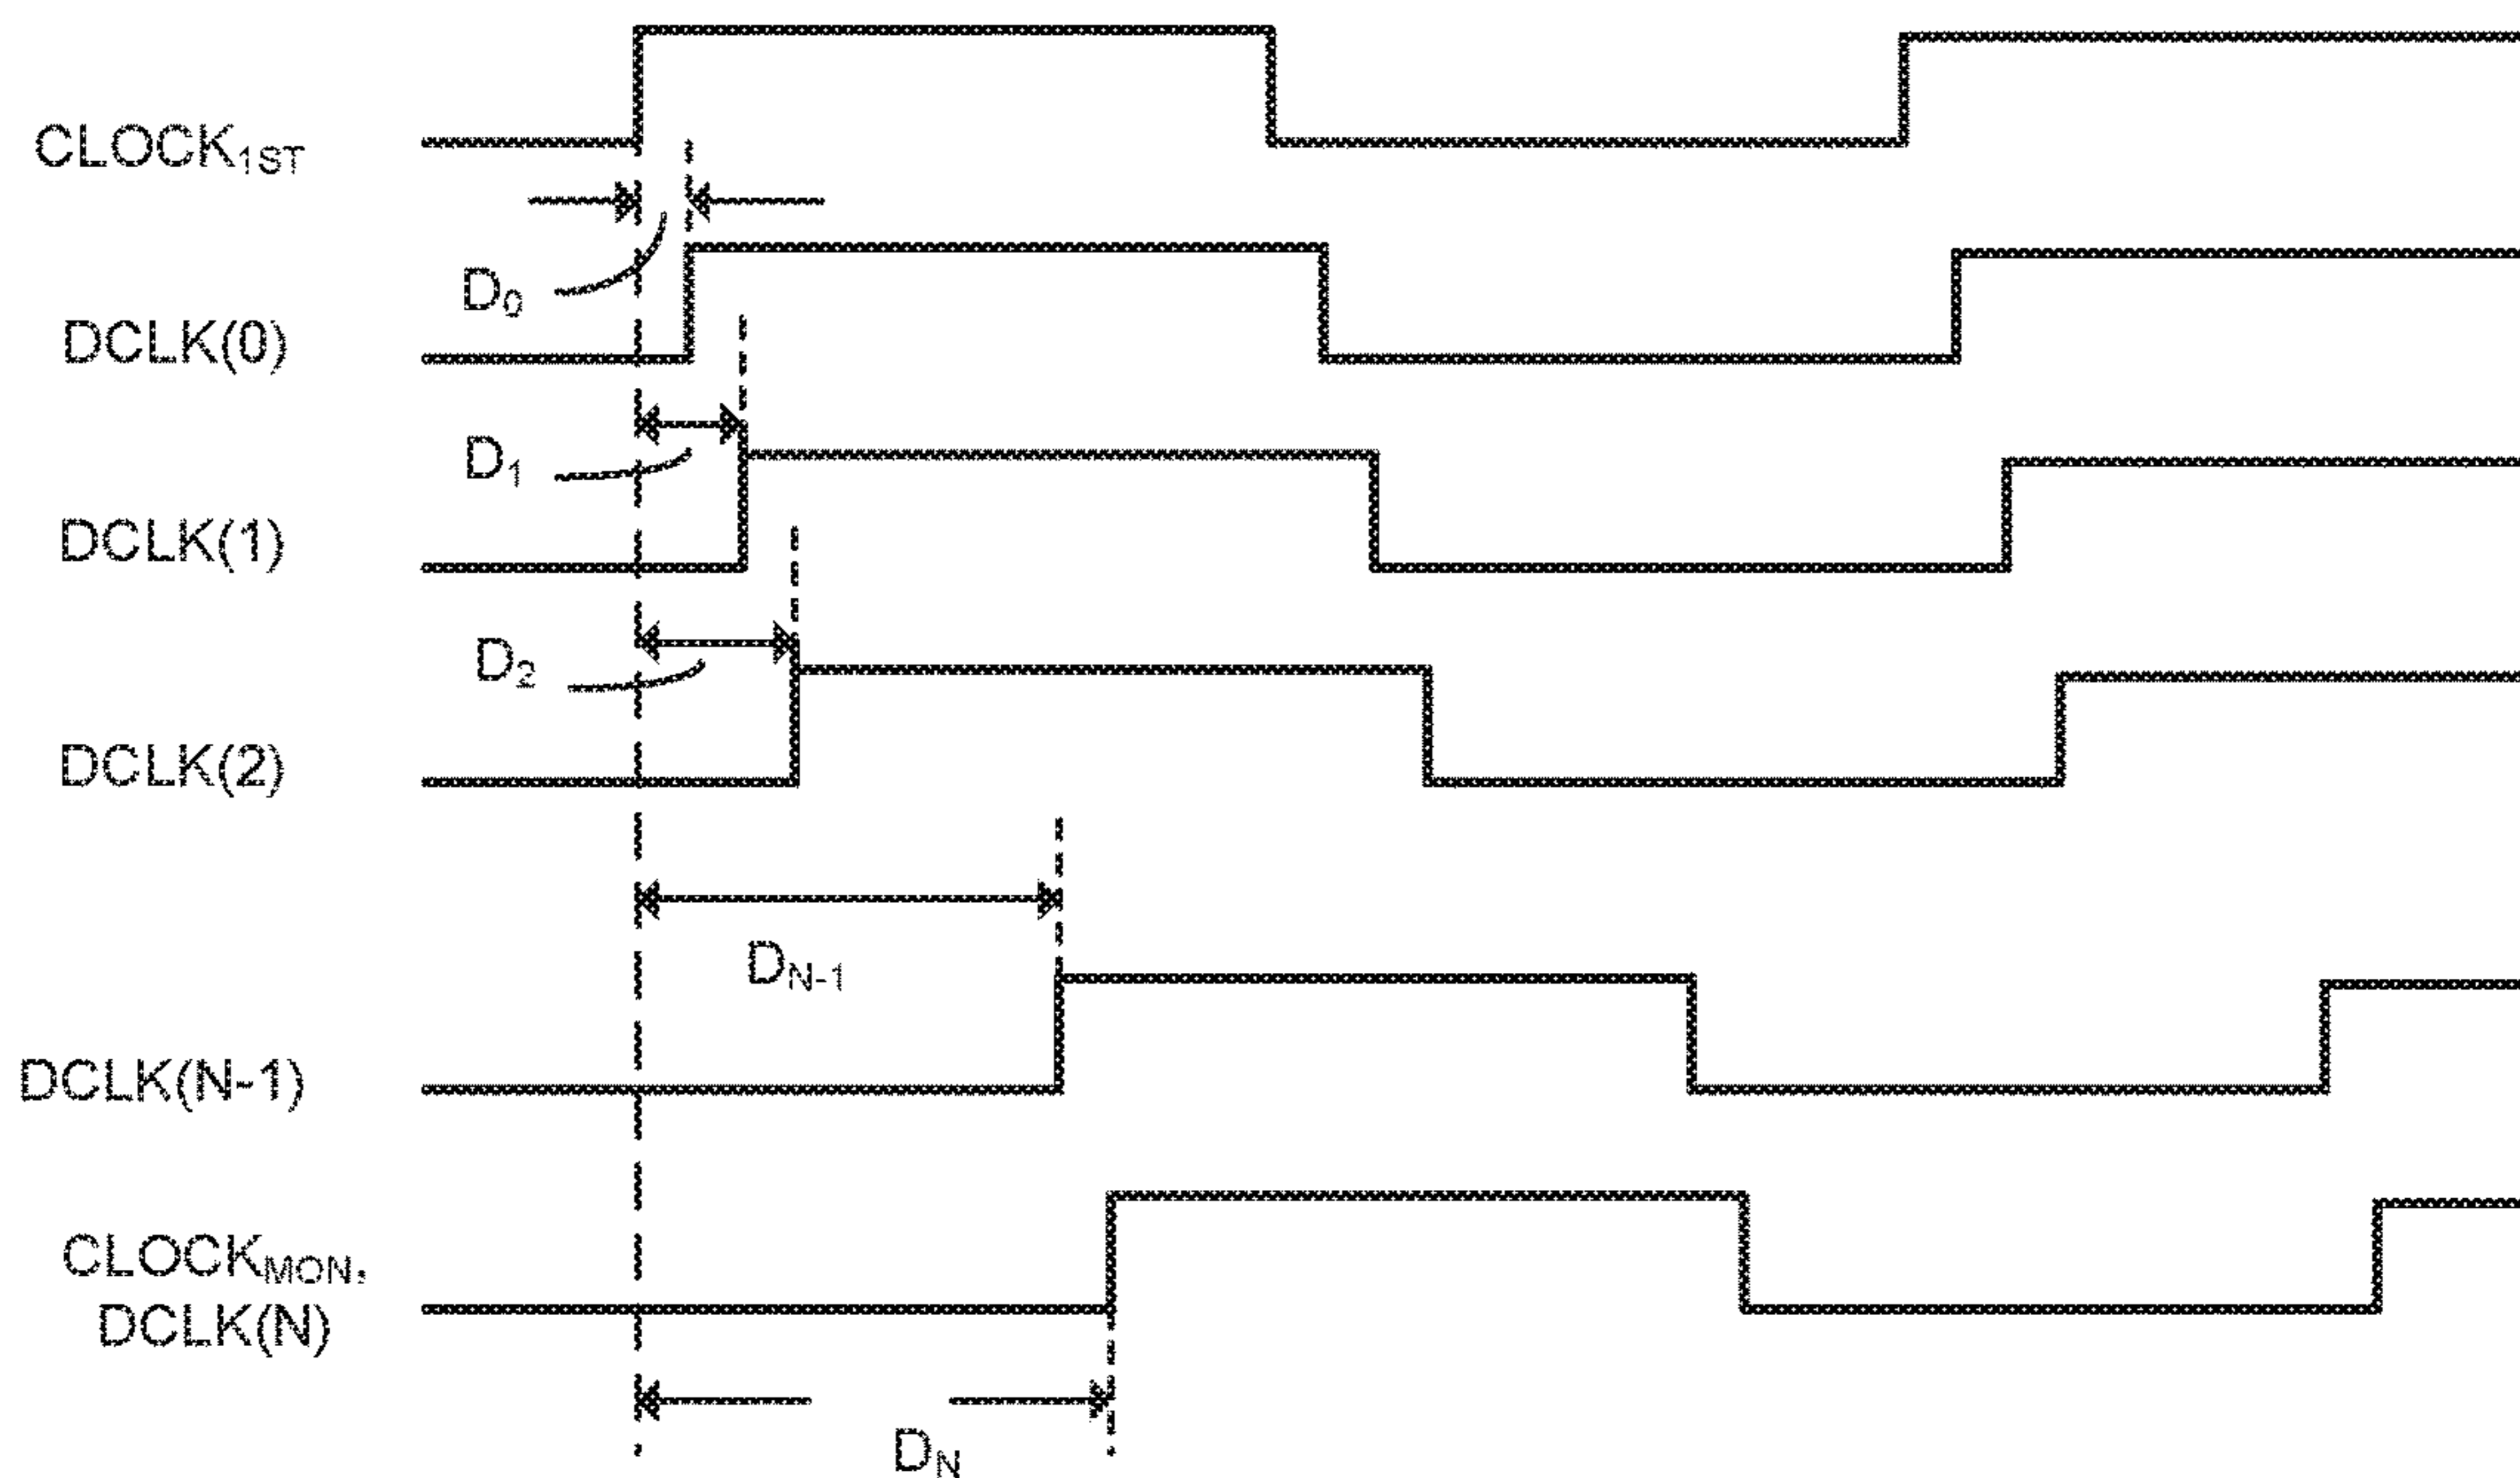 CLOCK1ST
D0
DCLK(0)
D1
DCLK(1)
D2
DCLK(2)
DN-1
DCLK(N-1)
CLOCKMON,
DCLK(N)
DN